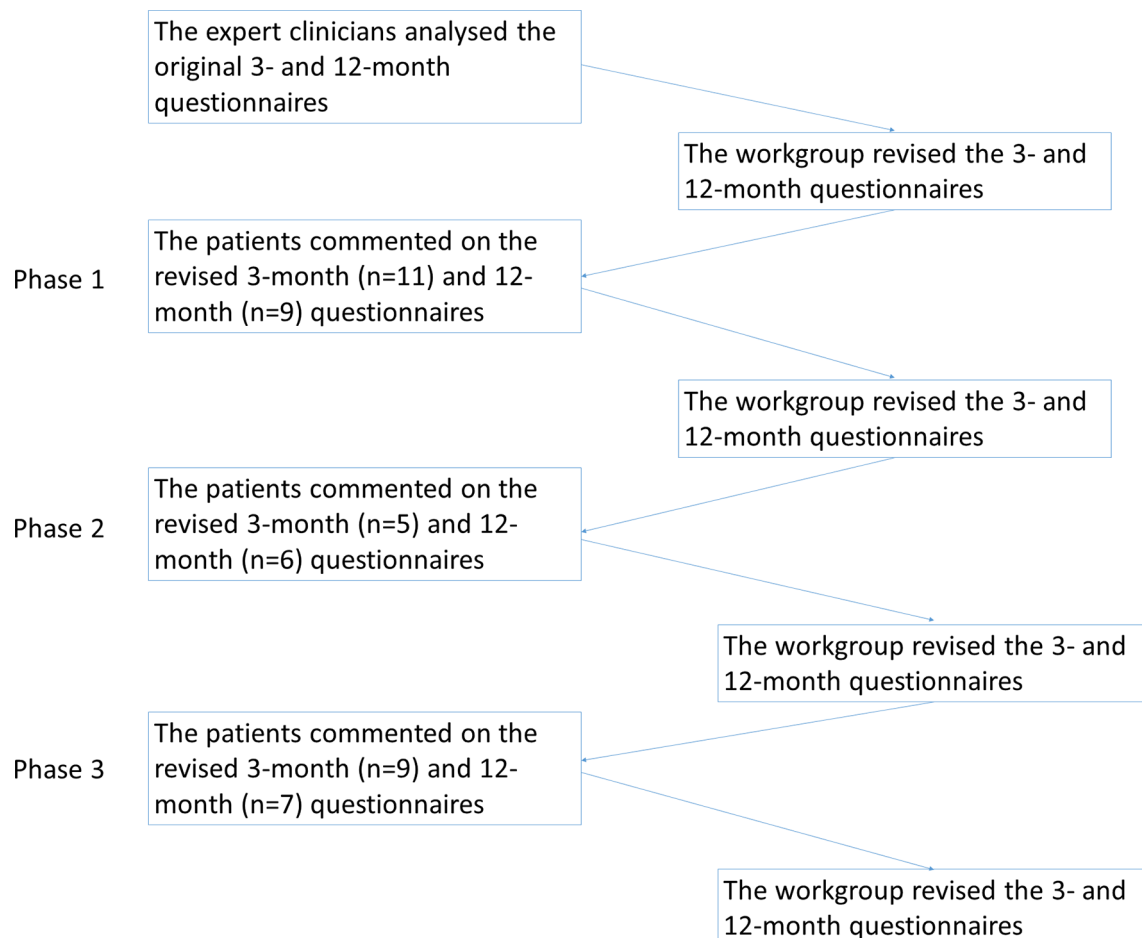 The expert clinicians analysed the
original 3- and 12-month
questionnaires
The workgroup revised the 3- and
12-month questionnaires
Phase 1
The patients commented on the
revised 3-month (n=11) and 12-
month (n=9) questionnaires
The workgroup revised the 3- and
12-month questionnaires
Phase 2
The patients commented on the
revised 3-month (n=5) and 12-
month (n=6) questionnaires
The workgroup revised the 3- and
12-month questionnaires
Phase 3
The patients commented on the
revised 3-month (n=9) and 12-
month (n=7) questionnaires
The workgroup revised the 3- and
12-month questionnaires